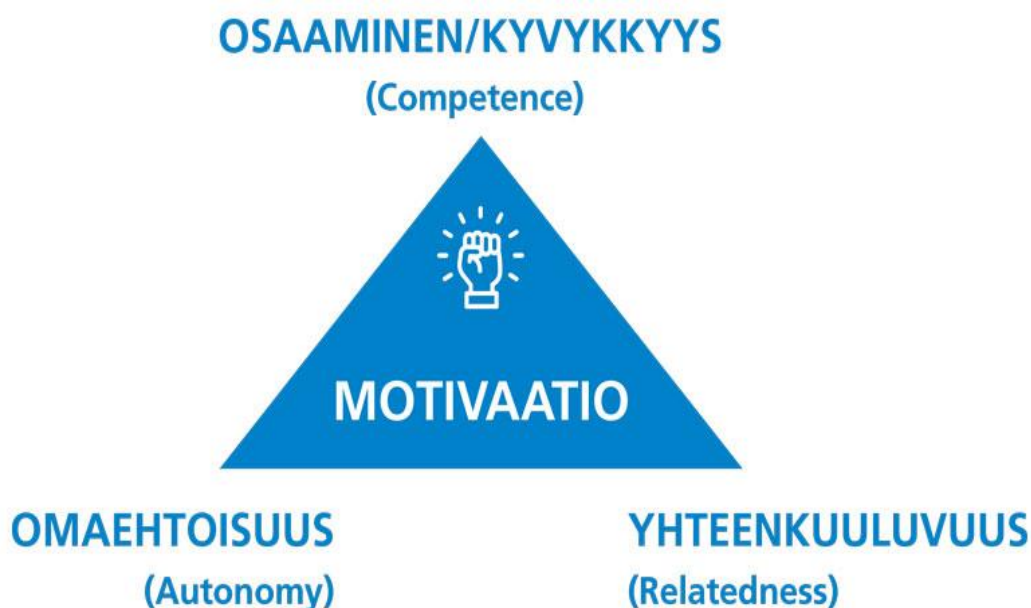 OSAAMINEN/KYVYKKYYS
(Competence)
MOTIVAATIO
OMAEHTOISUUS
(Autonomy)
YHTEENKUULUVUUS
(Relatedness)